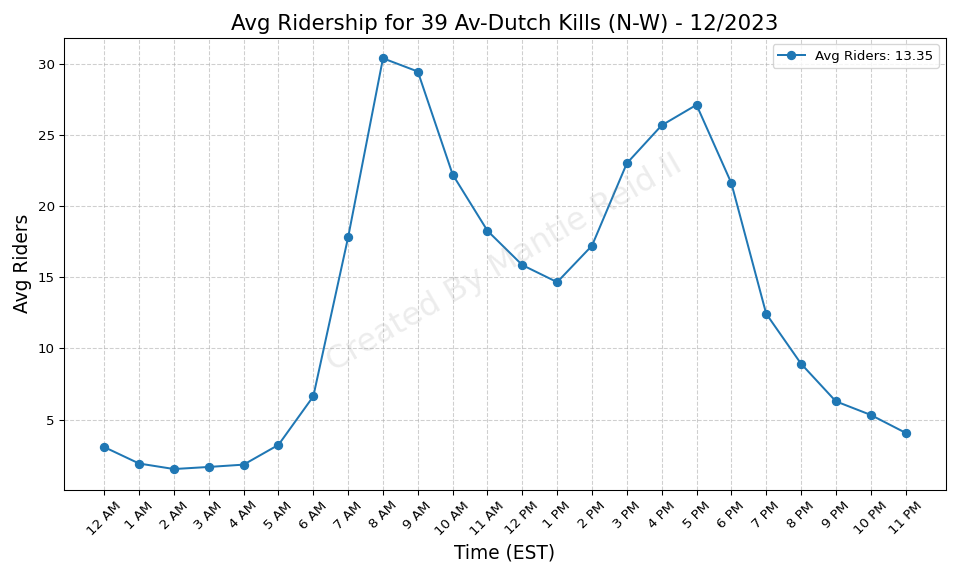 Avg Ridership for 39 Av-Dutch Kills (N-W) - 12/2023
Avg Riders: 13.35
30
25
20
15
10
5
Avg Riders
Created By Mantle Reid II
12 AM
1 AM
2 AM
3 AM
4 AM
5 AM
6 AM
7 AM
8 AM
9 AM
10 AM
11 AM
12 PM
1 PM
2 PM
3 PM
4 PM
5 PM
6 PM
7 PM
8 PM
9 PM
10 PM
11 PM
Time (EST)